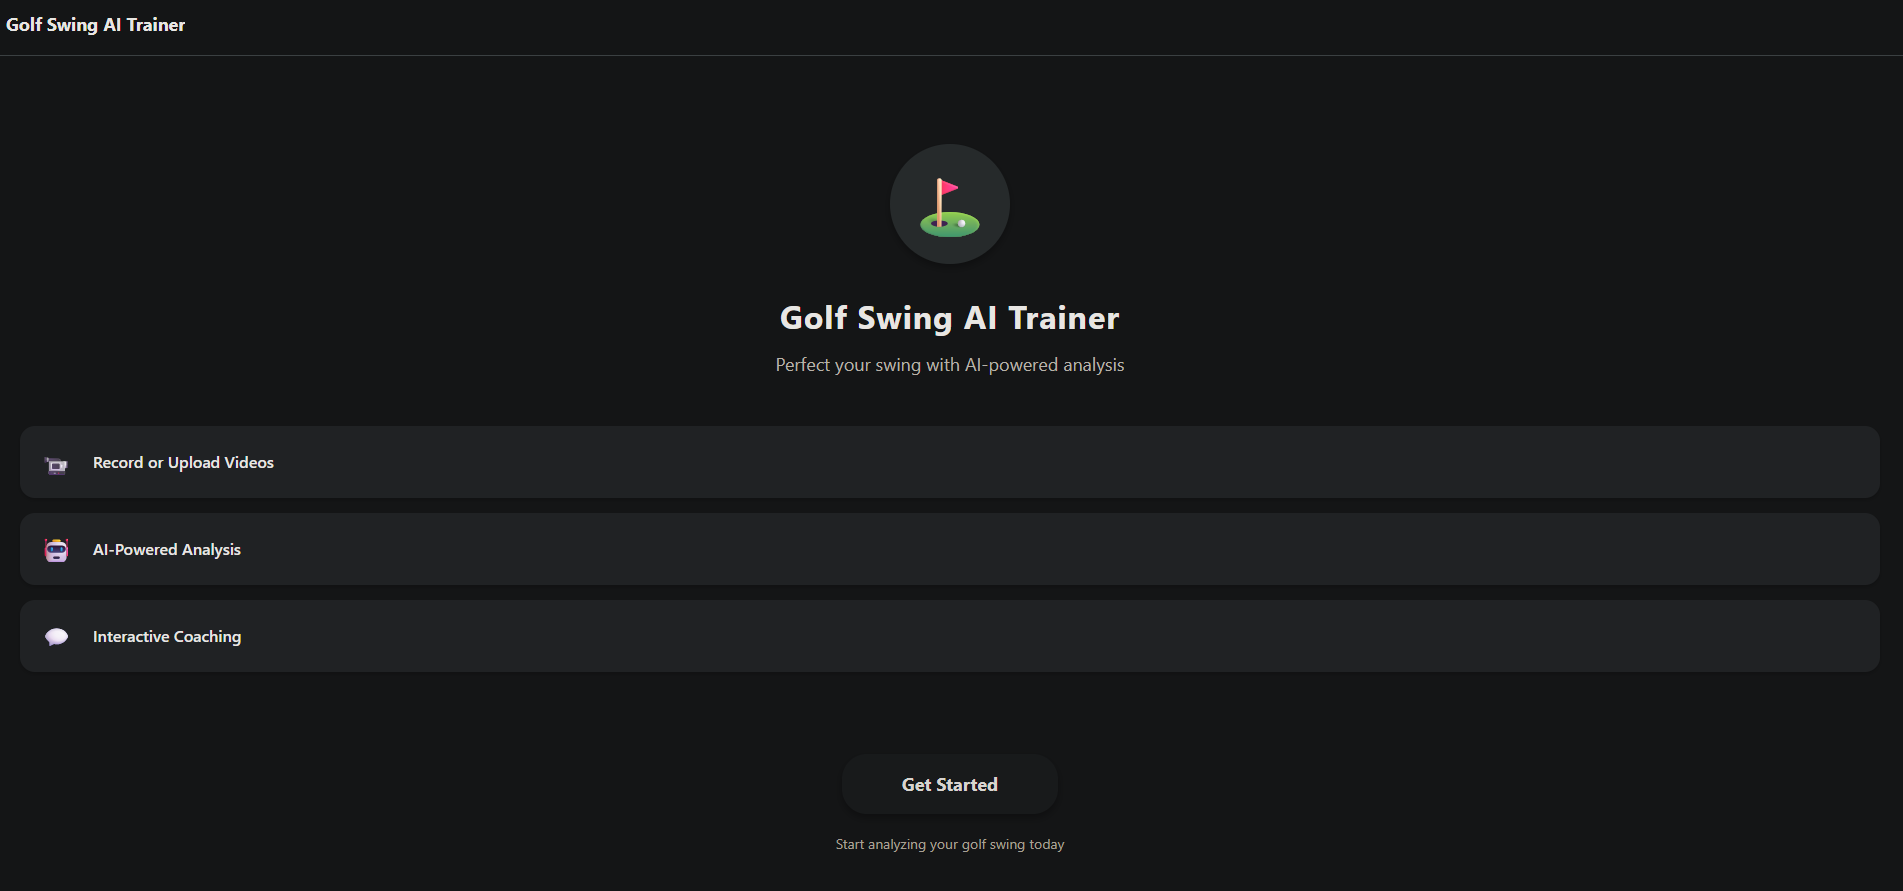 Golf Swing AI Trainer
Golf Swing AI Trainer
Perfect your swing with AI-powered analysis
Record or Upload Videos
AI-Powered Analysis
Interactive Coaching
Get Started
Start analyzing your golf swing today